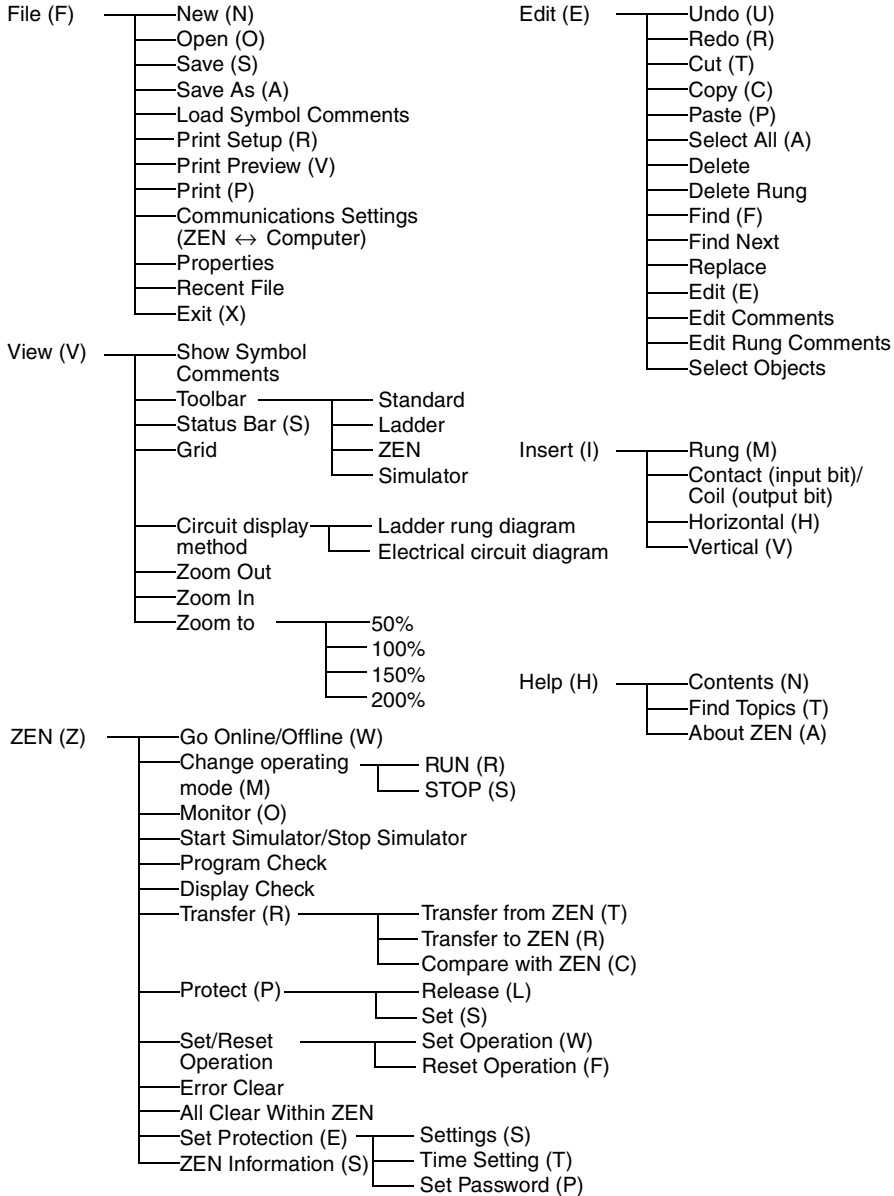 File (F)
New (N)
Open (O)
Save (S)
Save As (A)
Load Symbol Comments
Print Setup (R)
Print Preview (V)
Print (P)
Communications Settings
(ZEN ↔ Computer)
Properties
Recent File
Exit (X)
Edit (E)
Undo (U)
Redo (R)
Cut (T)
Copy (C)
Paste (P)
Select All (A)
Delete
Delete Rung
Find (F)
Find Next
Replace
Edit (E)
Edit Comments
Edit Rung Comments
Select Objects
View (V)
Show Symbol
Comments
Toolbar
Standard
Ladder
ZEN
Simulator
Status Bar (S)
Grid
Circuit display
method
Ladder rung diagram
Electrical circuit diagram
Zoom Out
Zoom In
Zoom to
50%
100%
150%
200%
Insert (I)
Rung (M)
Contact (input bit)/
Coil (output bit)
Horizontal (H)
Vertical (V)
Help (H)
Contents (N)
Find Topics (T)
About ZEN (A)
ZEN (Z)
Go Online/Offline (W)
Change operating
mode (M)
RUN (R)
STOP (S)
Monitor (O)
Start Simulator/Stop Simulator
Program Check
Display Check
Transfer (R)
Transfer from ZEN (T)
Transfer to ZEN (R)
Compare with ZEN (C)
Protect (P)
Release (L)
Set (S)
Set/Reset
Operation
Set Operation (W)
Reset Operation (F)
Error Clear
All Clear Within ZEN
Set Protection (E)
Settings (S)
Time Setting (T)
Set Password (P)
ZEN Information (S)